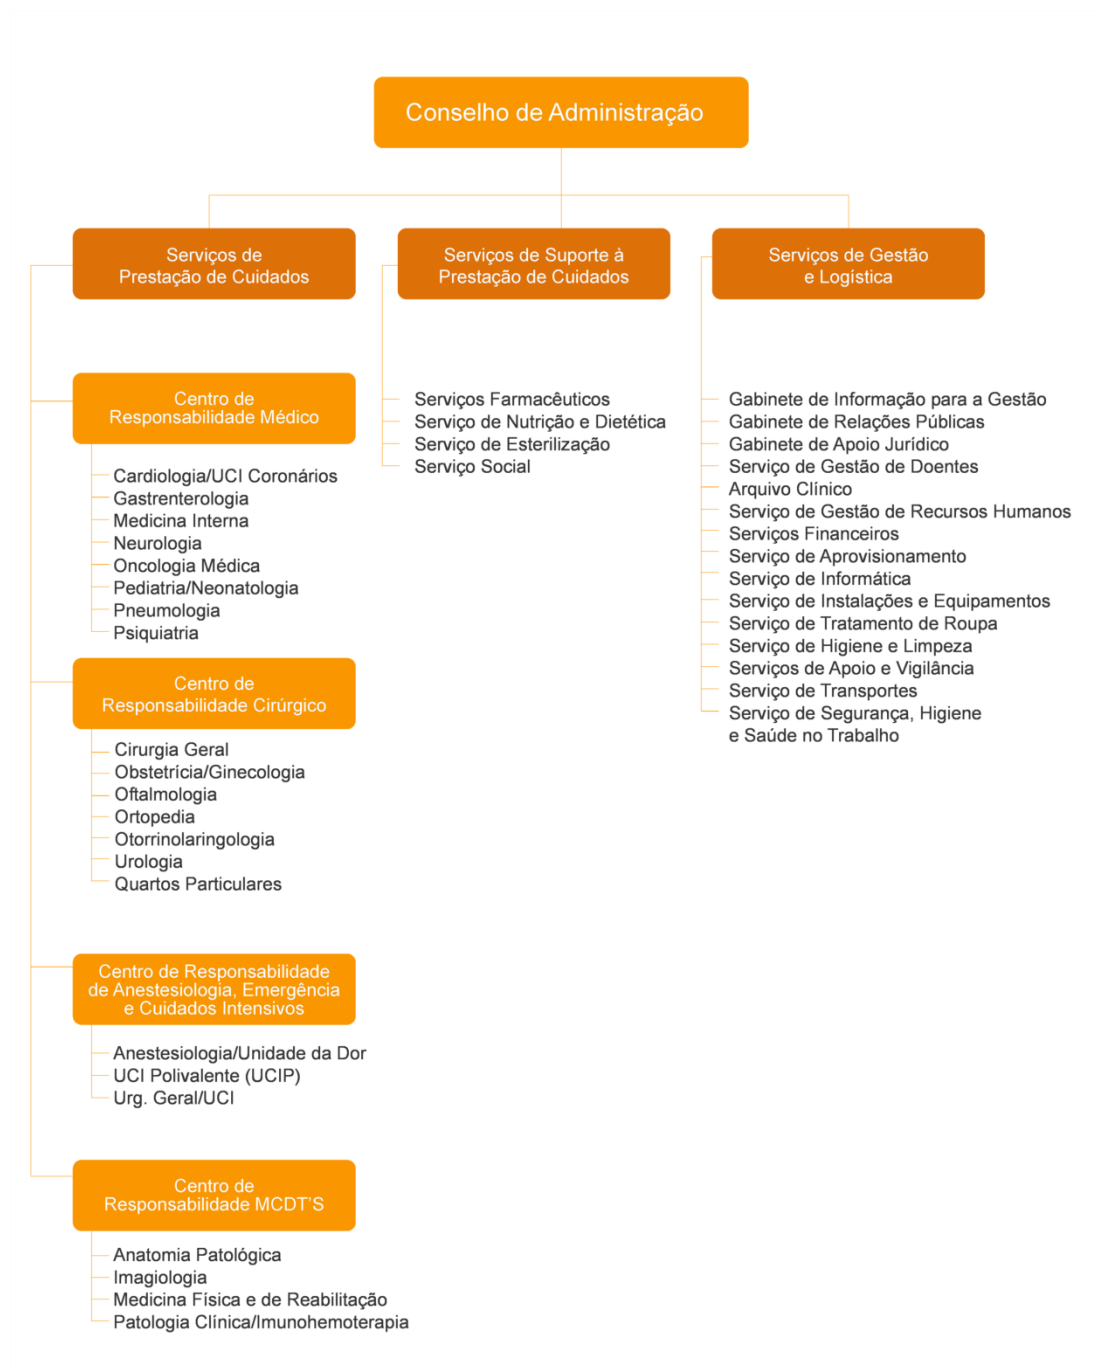 Conselho de Administração
Serviços de
Prestação de Cuidados
Serviços de Suporte à
Prestação de Cuidados
Serviços de Gestão
e Logística
Centro de
Responsabilidade Médico
Cardiologia/UCI Coronários
Gastrenterologia
Medicina Interna
Neurologia
Oncologia Médica
Pediatria/Neonatologia
Pneumologia
Psiquiatria
Centro de
Responsabilidade Cirúrgico
Cirurgia Geral
Obstetrícia/Ginecologia
Oftalmologia
Ortopedia
Otorrinolaringologia
Urologia
Quartos Particulares
Centro de Responsabilidade
de Anestesiologia, Emergência
e Cuidados Intensivos
Anestesiologia/Unidade da Dor
UCI Polivalente (UCIP)
Urg. Geral/UCI
Centro de
Responsabilidade MCDT’S
Anatomia Patológica
Imagiologia
Medicina Física e de Reabilitação
Patologia Clínica/Imunohemoterapia
Serviços Farmacêuticos
Serviço de Nutrição e Dietética
Serviço de Esterilização
Serviço Social
Gabinete de Informação para a Gestão
Gabinete de Relações Públicas
Gabinete de Apoio Jurídico
Serviço de Gestão de Doentes
Arquivo Clínico
Serviço de Gestão de Recursos Humanos
Serviços Financeiros
Serviço de Aprovisionamento
Serviço de Informática
Serviço de Instalações e Equipamentos
Serviço de Tratamento de Roupa
Serviço de Higiene e Limpeza
Serviços de Apoio e Vigilância
Serviço de Transportes
Serviço de Segurança, Higiene
e Saúde no Trabalho